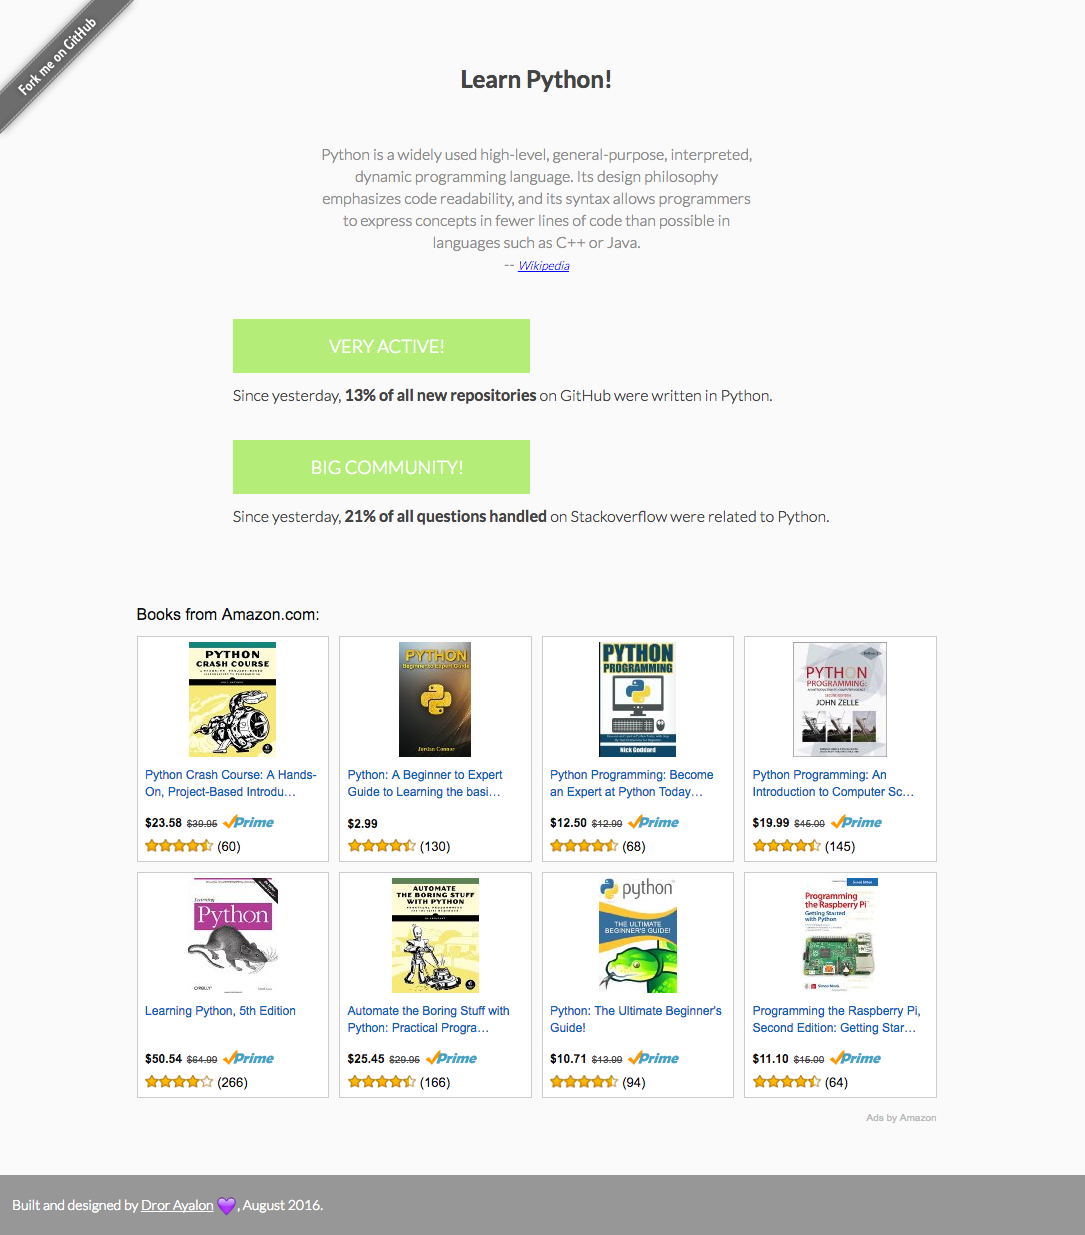 Fork me on GitHub
Learn Python!
Python is a widely used high-level, general-purpose, interpreted,
dynamic programming language. Its design philosophy
emphasizes code readability, and its syntax allows programmers
to express concepts in fewer lines of code than possible in
languages such as C++ or Java.
-- Wikipedia
VERY ACTIVE!
Since yesterday, 13% of all new repositories on GitHub were written in Python.
BIG COMMUNITY!
Since yesterday, 21% of all questions handled on Stackoverflow were related to Python.
Books from Amazon.com:
PYTHON
CRASH COURSE
Python Crash Course: A Hands-
On, Project-Based Introdu…
$23.58 $39.95 Prime
(60)
PYTHON
Beginner to Expert Guide
Jordan Connor
Python: A Beginner to Expert
Guide to Learning the basi…
$2.99
(130)
PYTHON
PROGRAMMING
Nick Goddard
Python Programming: Become
an Expert at Python Today…
$12.50 $12.99 Prime
(68)
PYTHON
PROGRAMMING:
JOHN ZELLE
Python Programming: An
Introduction to Computer Sc…
$19.99 $45.00 Prime
(145)
Learning
Python
O'REILLY
Learning Python, 5th Edition
$50.54 $64.99 Prime
(266)
AUTOMATE
THE BORING STUFF
WITH PYTHON
Automate the Boring Stuff with
Python: Practical Progra…
$25.45 $29.95 Prime
(166)
python
THE ULTIMATE
BEGINNER'S GUIDE!
Python: The Ultimate Beginner's
Guide!
$10.71 $13.99 Prime
(94)
Programming
the Raspberry Pi
Getting Started
with Python
Programming the Raspberry Pi,
Second Edition: Getting Star…
$11.10 $15.00 Prime
(64)
Ads by Amazon
Built and designed by Dror Ayalon 💜, August 2016.